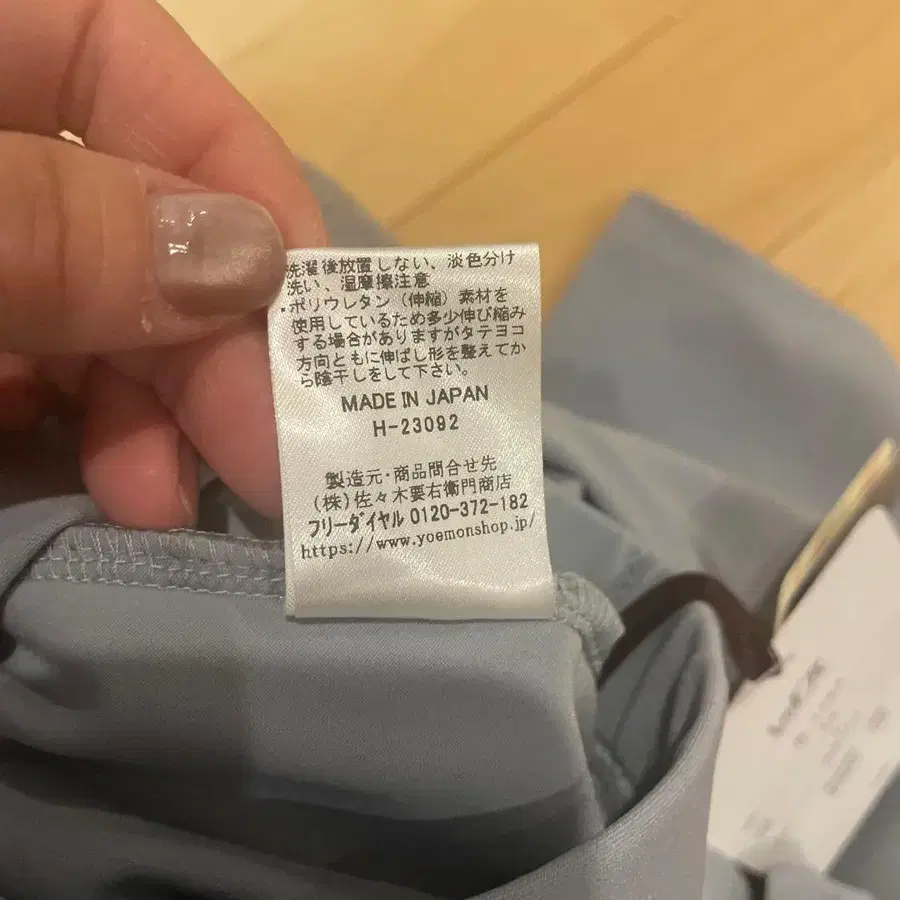 洗濯後放置しない、淡色分け
洗い、湿摩擦注意
・ポリウレタン（伸縮）素材を
使用しているため多少伸び縮み
する場合がありますがタテヨコ
方向ともに伸ばし形を整えてか
ら陰干しをして下さい。
MADE IN JAPAN
H-23092
製造元・商品問合せ先
（株）佐々木要右衛門商店
フリーダイヤル 0120-372-182
https://www.yoemonshop.jp/